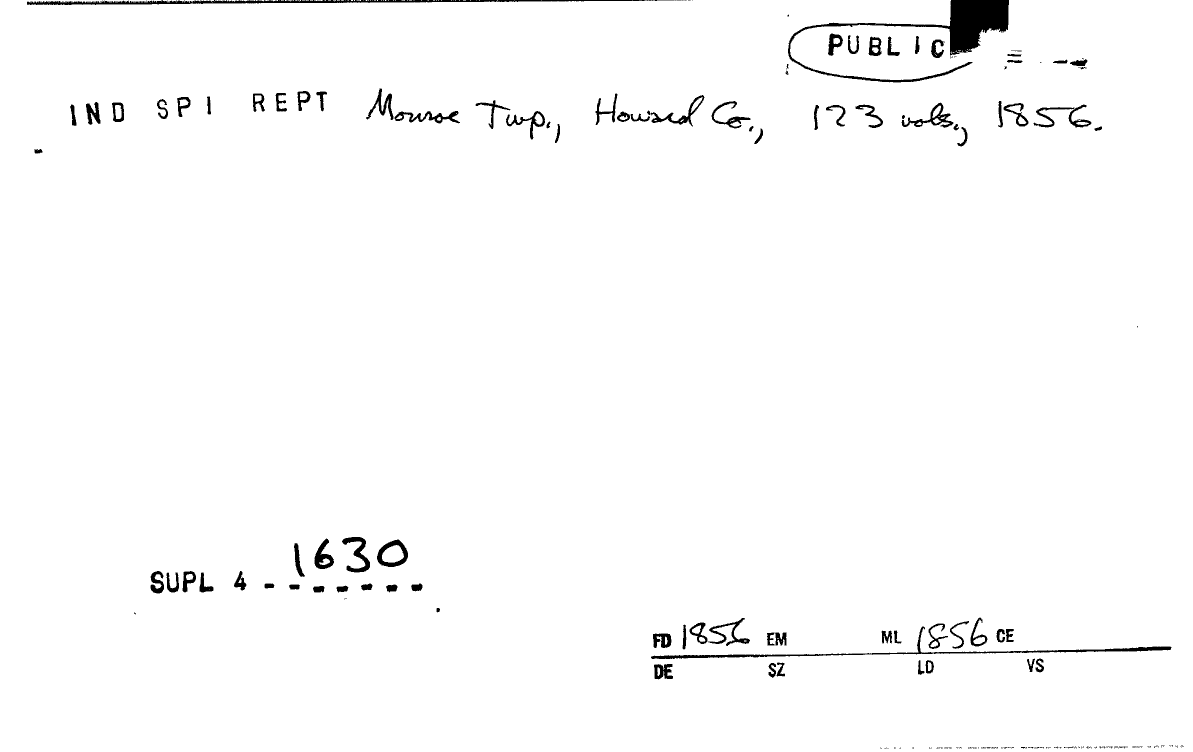 PUBLIC
IND SPI REPT Monroe Twp., Howard Co., 123 vols., 1856.
1630
SUPL 4 - - - - - - -
FD 1856 EM ML 1856 CE
DE SZ LD VS